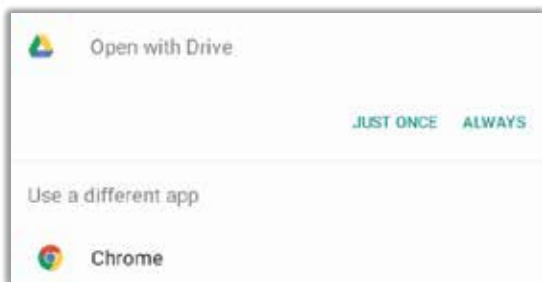 Open with Drive
JUST ONCE ALWAYS
Use a different app
Chrome